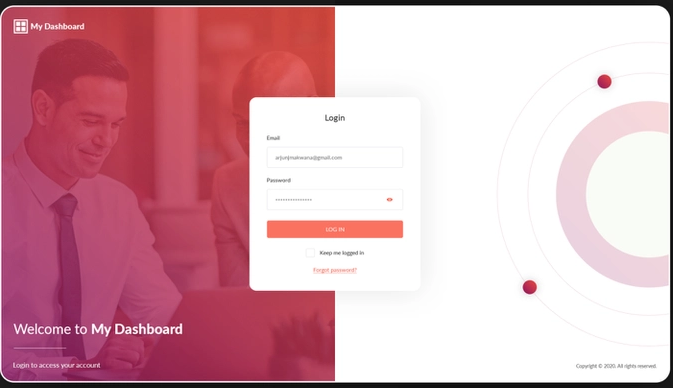 My Dashboard
Login
Email
arjunjmakwana@gmail.com
Password
LOG IN
Keep me logged in
Forgot password?
Welcome to My Dashboard
Login to access your account
Copyright © 2020. All rights reserved.